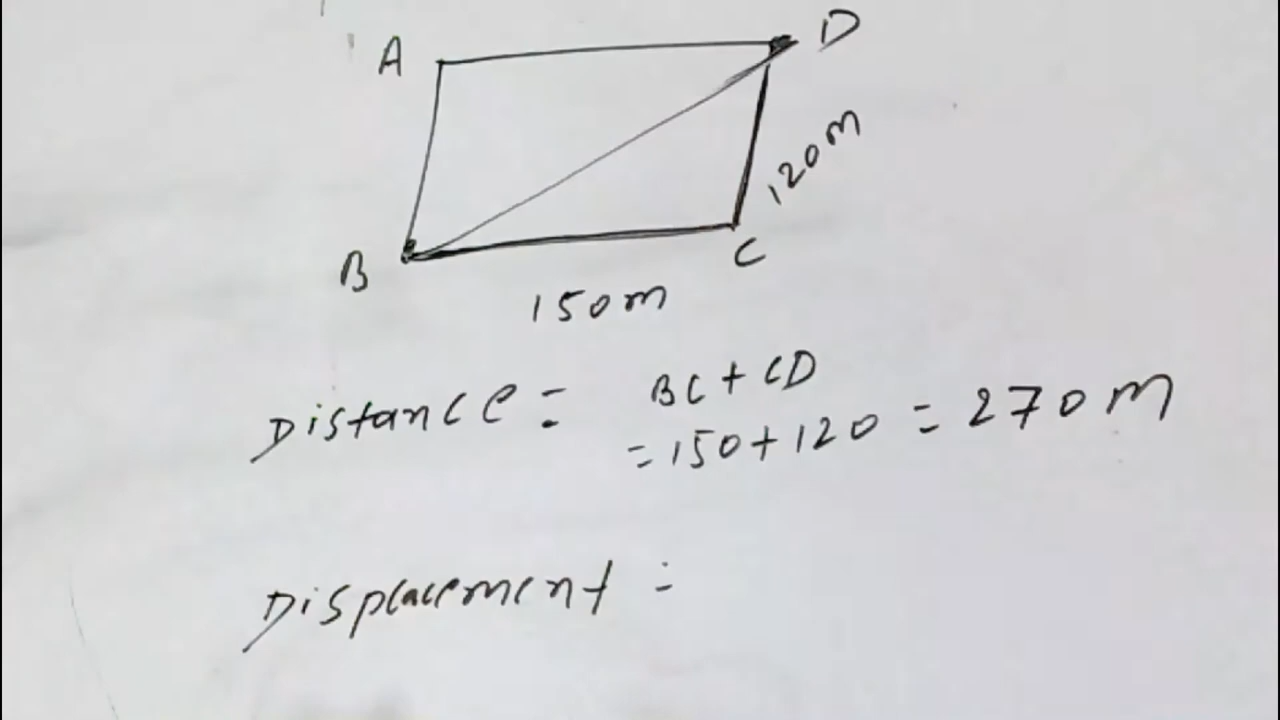 A
D
120m
B
C
150m
Distance = BC + CD
= 150 + 120 = 270 m
Displacement =